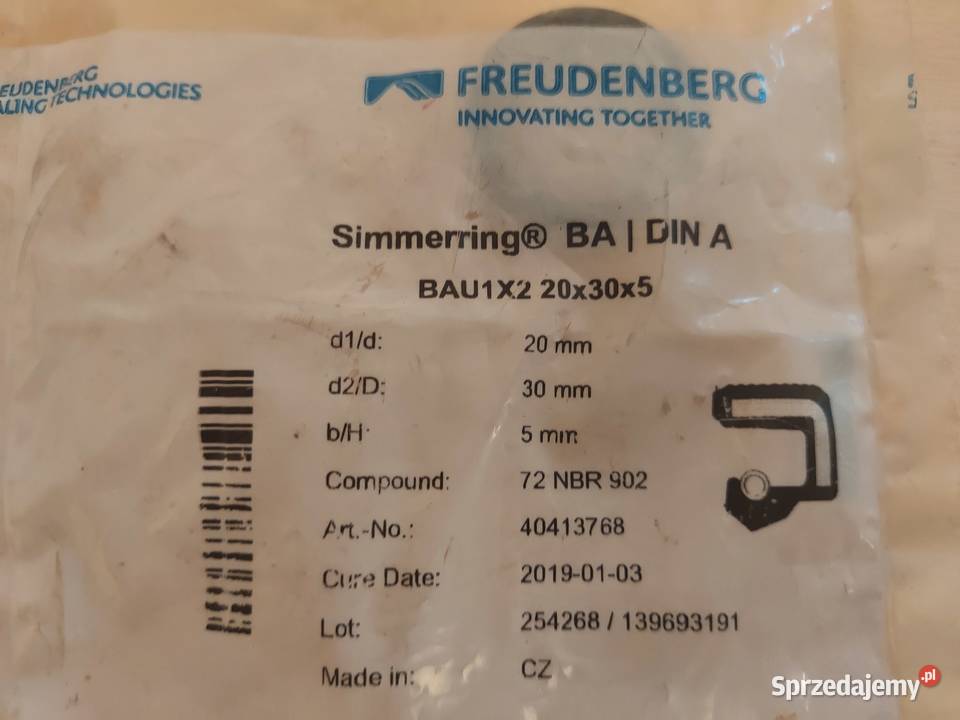 FREUDENBERG
INNOVATING TOGETHER
TECHNOLOGIES
Simmerring® BA | DIN A
BAU1X2 20x30x5
d1/d: 20 mm
d2/D: 30 mm
b/H: 5 mm
Compound: 72 NBR 902
Art.-No.: 40413768
Cure Date: 2019-01-03
Lot: 254268 / 139693191
Made in: CZ
Sprzedajemy.pl